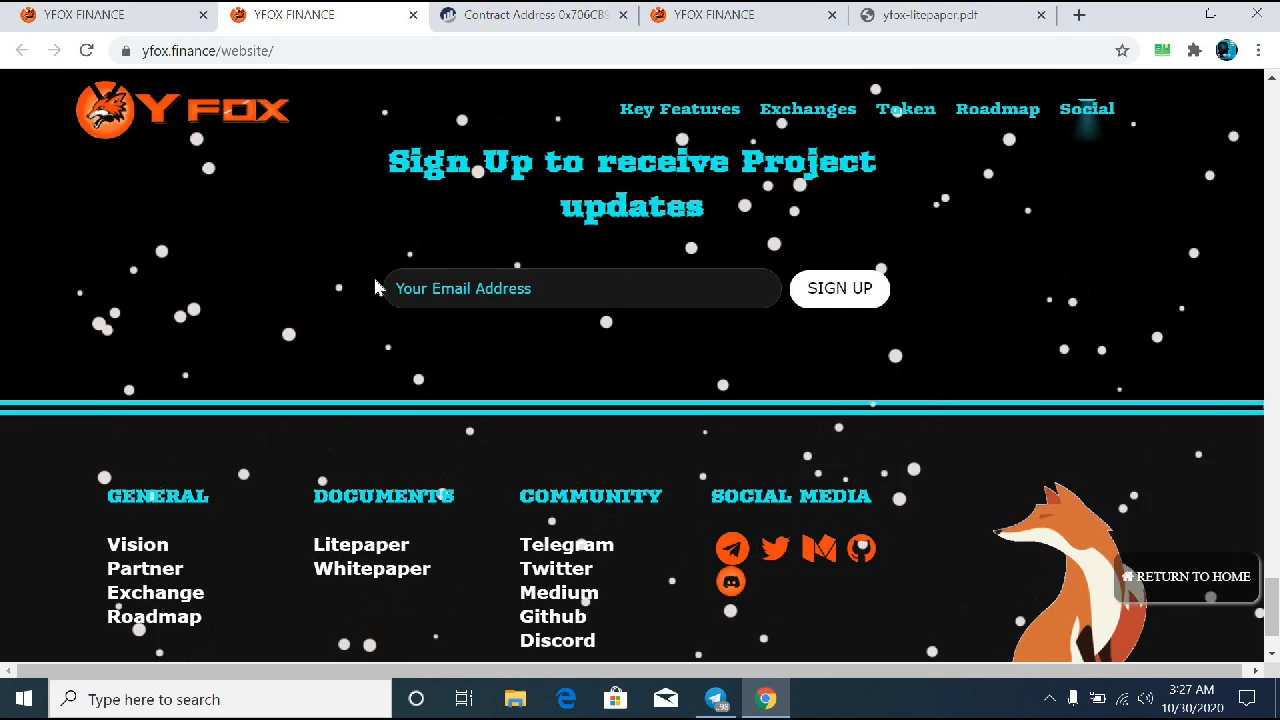 YFOX FINANCE
YFOX FINANCE
Contract Address 0x706CB9
YFOX FINANCE
yfox-litepaper.pdf
yfox.finance/website/
Y FOX
Key Features Exchanges Token Roadmap Social
Sign Up to receive Project
updates
Your Email Address
SIGN UP
GENERAL DOCUMENTS COMMUNITY SOCIAL MEDIA
Vision Litepaper Telegram
Partner Whitepaper Twitter
Exchange Medium
Roadmap Github
Discord
RETURN TO HOME
Type here to search
98
3:27 AM
10/30/2020